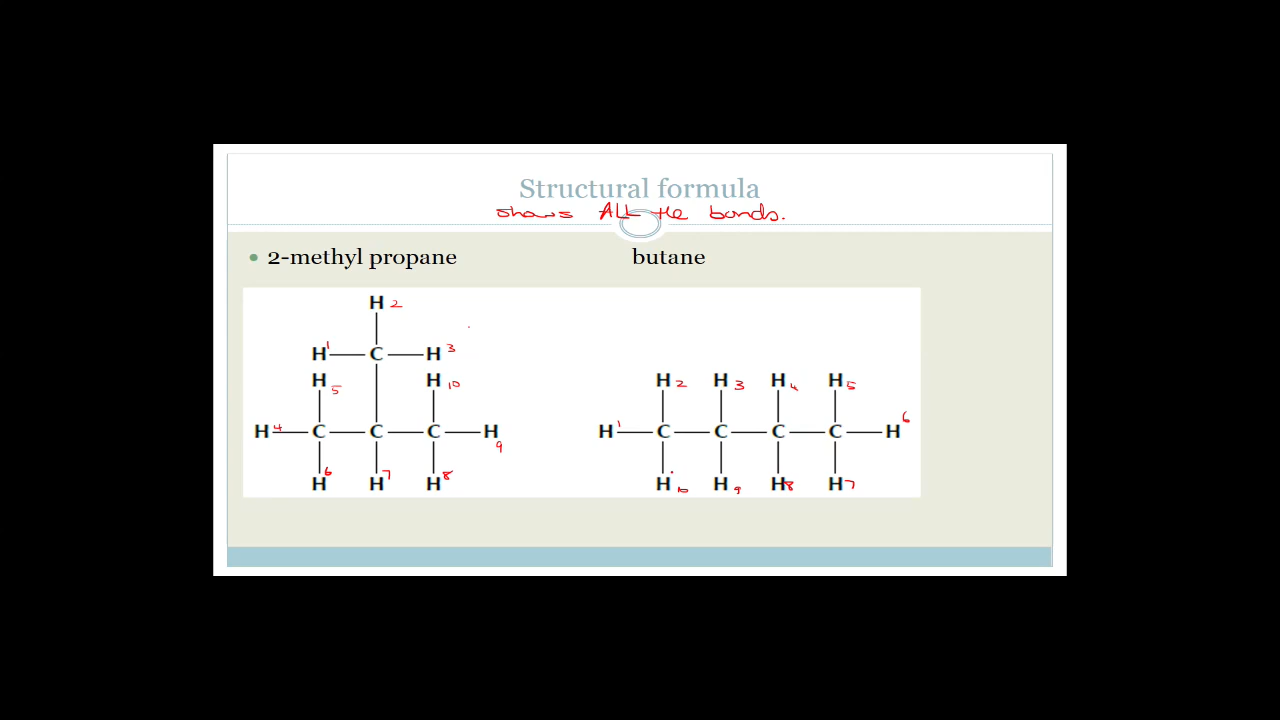 Structural formula
shows ALL the bonds.
2-methyl propane butane
H 2
H 1 C H 3
H 5 H 10 H 2 H 3 H 4 H 5
H 4 C C C H 9 H 1 C C C C H 6
H 6 H 7 H 8 H 10 H 9 H 8 H 7